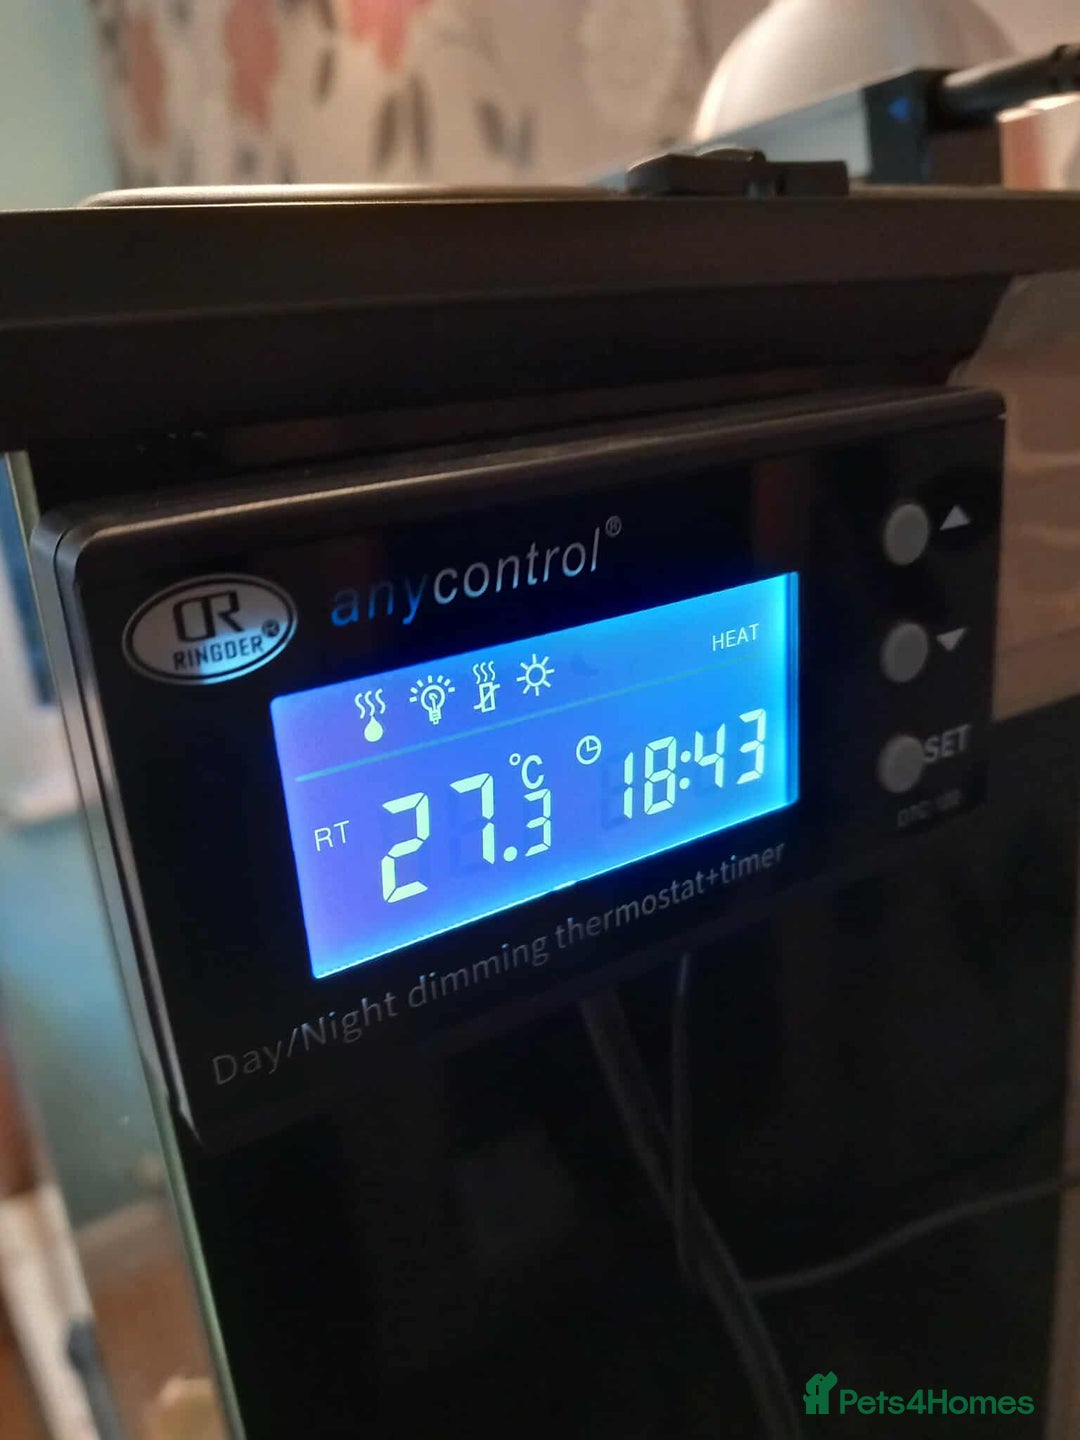 anycontrol®
RINGDER
HEAT
°C
RT 27.3 18:43
SET
Day/Night dimming thermostat+timer
Pets4Homes